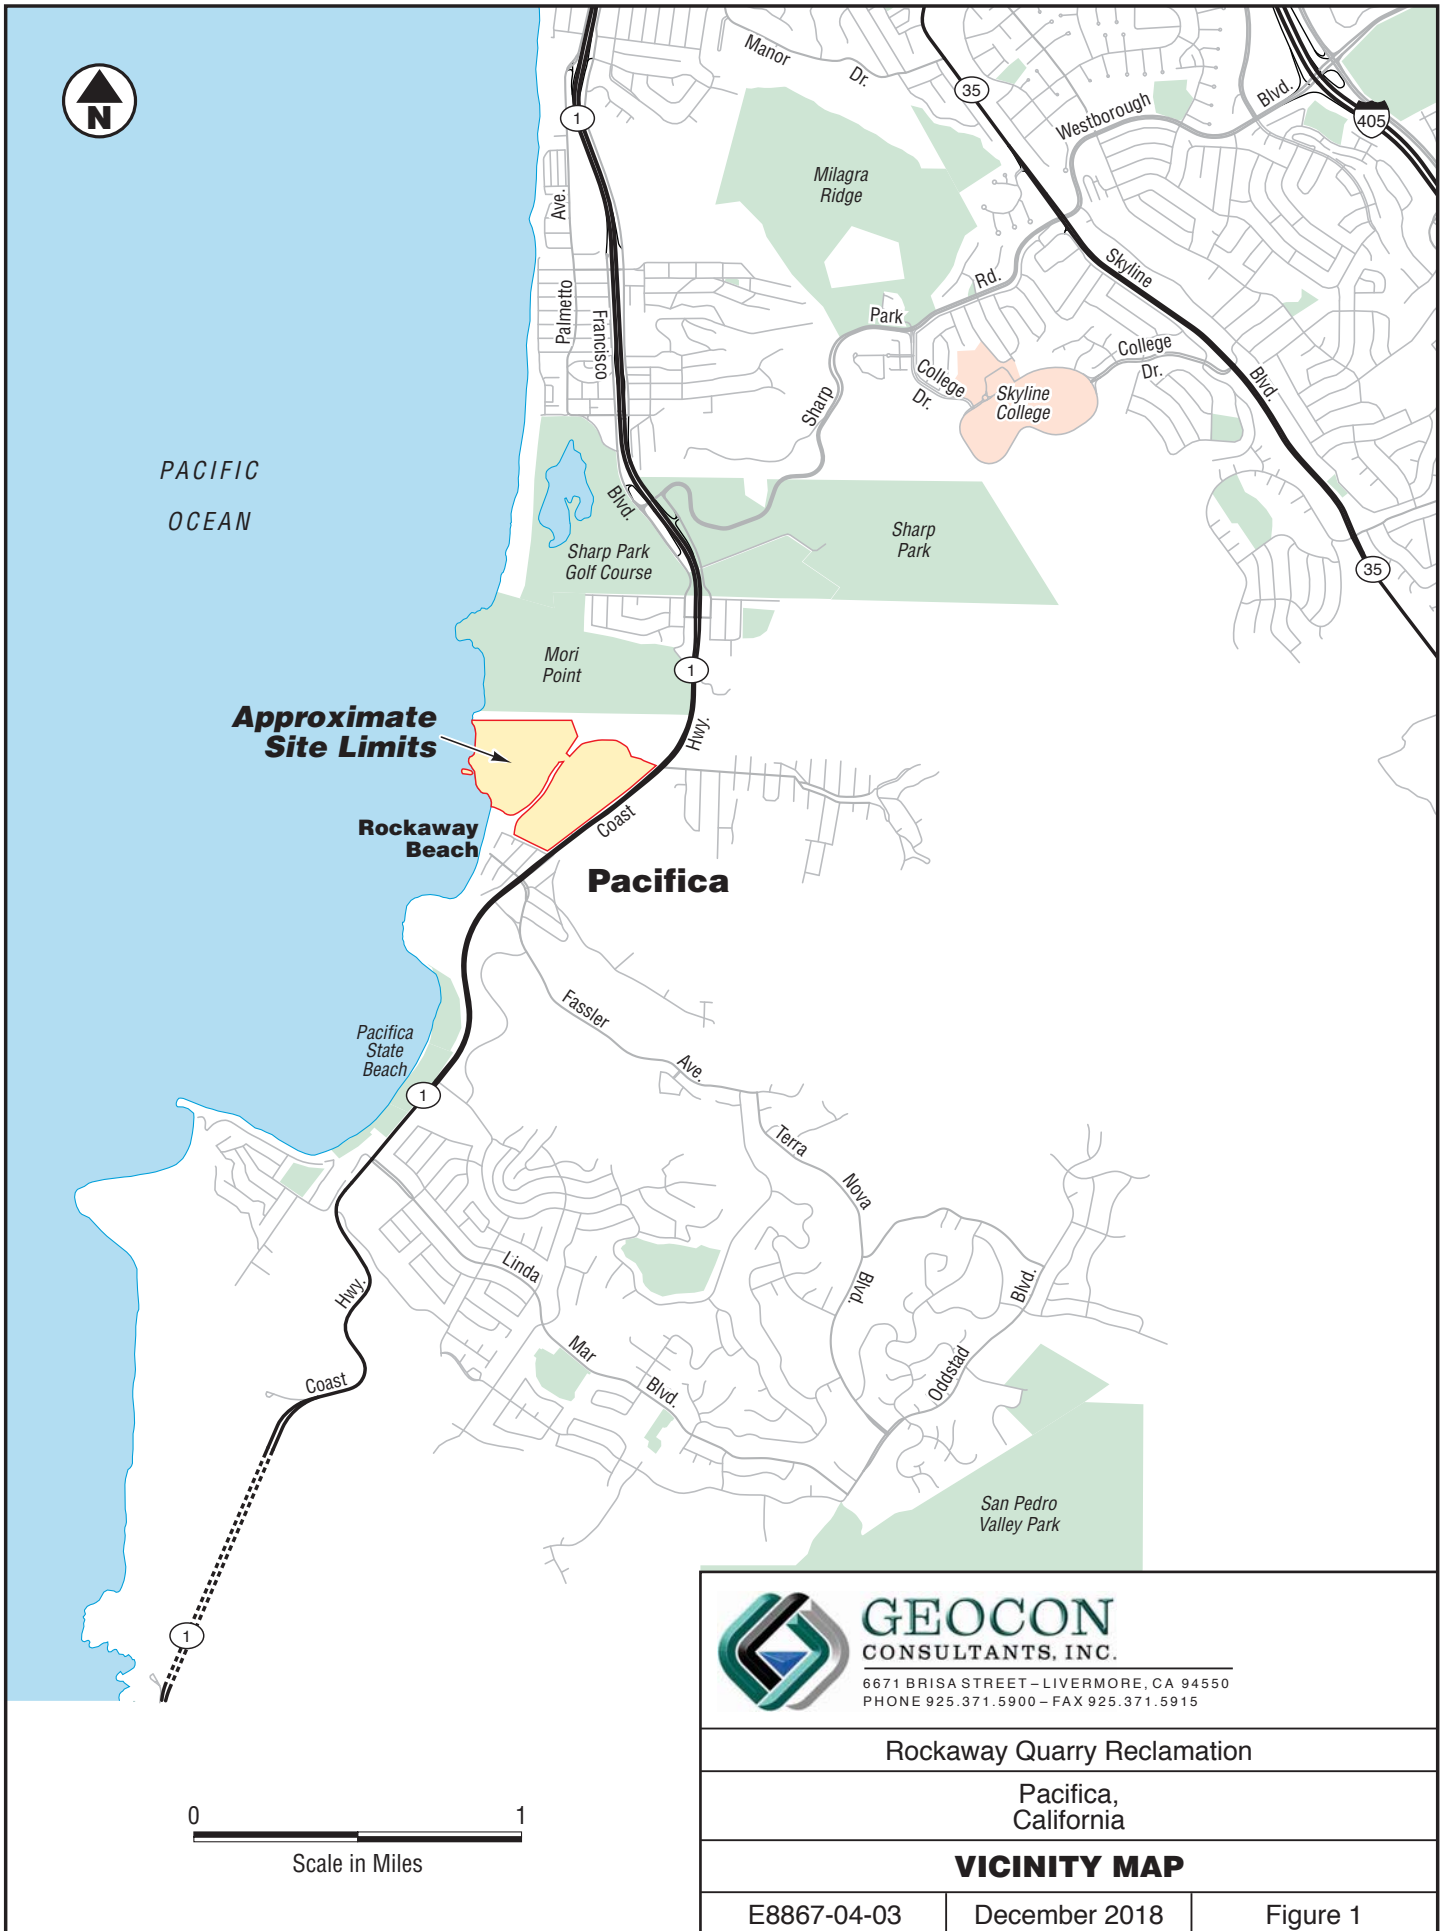 N
1
Manor
Dr.
35
Westborough
Blvd.
405
Milagra
Ridge
Ave.
Palmetto
Francisco
Blvd.
Rd.
Park
Sharp
Skyline
Blvd.
College
Dr.
College
Dr.
Skyline
College
PACIFIC
OCEAN
Sharp Park
Golf Course
Sharp
Park
35
Mori
Point
1
Hwy.
Coast
Approximate
Site Limits
Rockaway
Beach
Pacifica
Fassler
Ave.
Pacifica
State
Beach
1
Terra
Nova
Blvd.
Linda
Mar
Blvd.
Hwy.
Coast
Oddstad
Blvd.
San Pedro
Valley Park
1
GEOCON
CONSULTANTS, INC.
6671 BRISA STREET – LIVERMORE, CA 94550
PHONE 925.371.5900 – FAX 925.371.5915
Rockaway Quarry Reclamation
Pacifica,
California
VICINITY MAP
E8867-04-03 December 2018 Figure 1
0 1
Scale in Miles